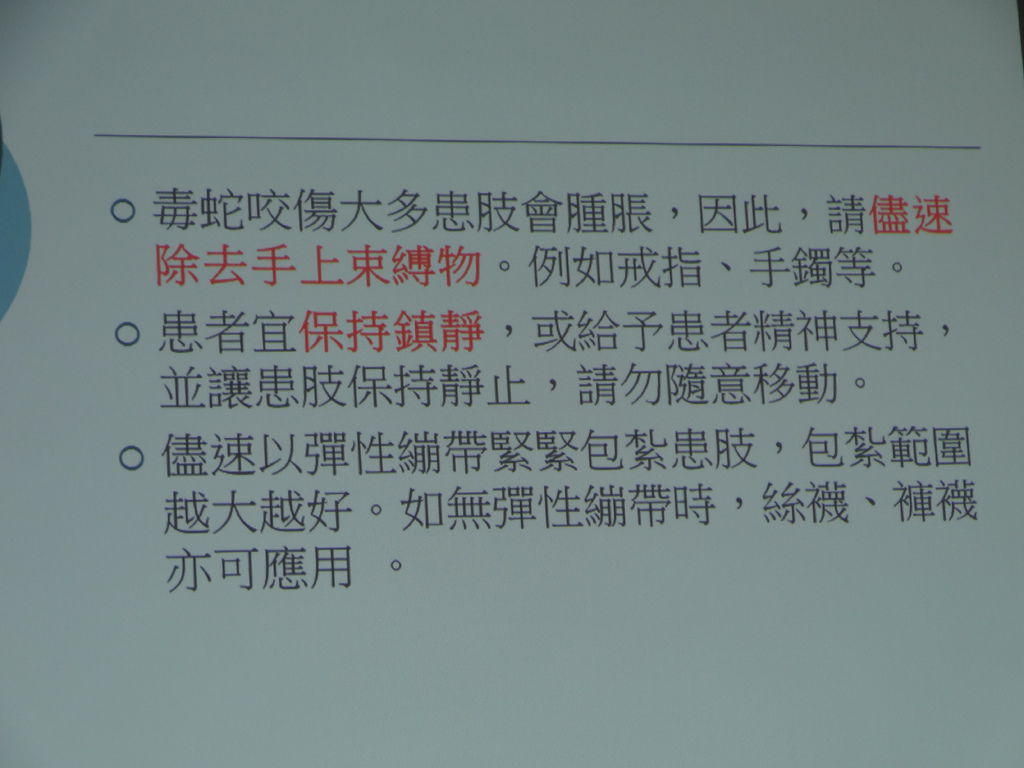 毒蛇咬傷大多患肢會腫脹，因此，請儘速
除去手上束縛物。例如戒指、手鐲等。
患者宜保持鎮靜，或給予患者精神支持，
並讓患肢保持靜止，請勿隨意移動。
儘速以彈性繃帶緊緊包紮患肢，包紮範圍
越大越好。如無彈性繃帶時，絲襪、褲襪
亦可應用 。